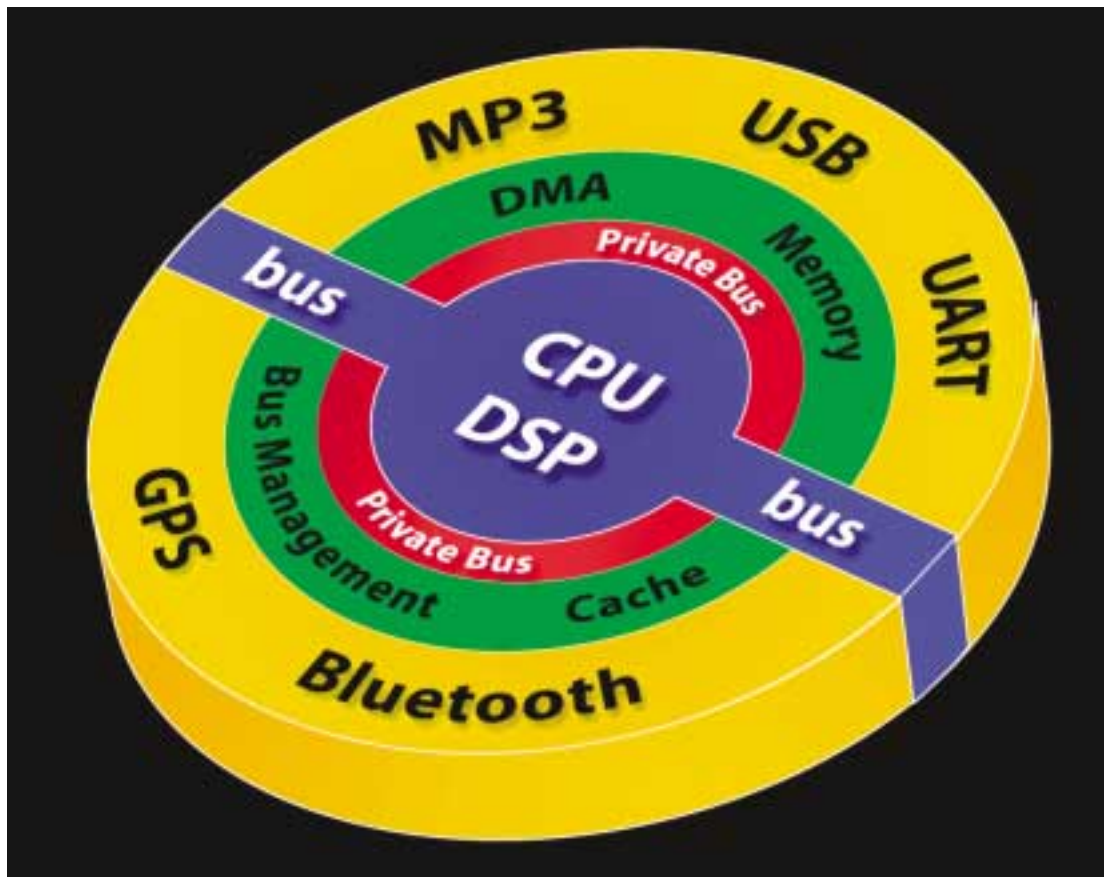 MP3
USB
DMA
Private Bus
Memory
UART
bus
CPU
DSP
Bus Management
GPS
Private Bus
bus
Cache
Bluetooth